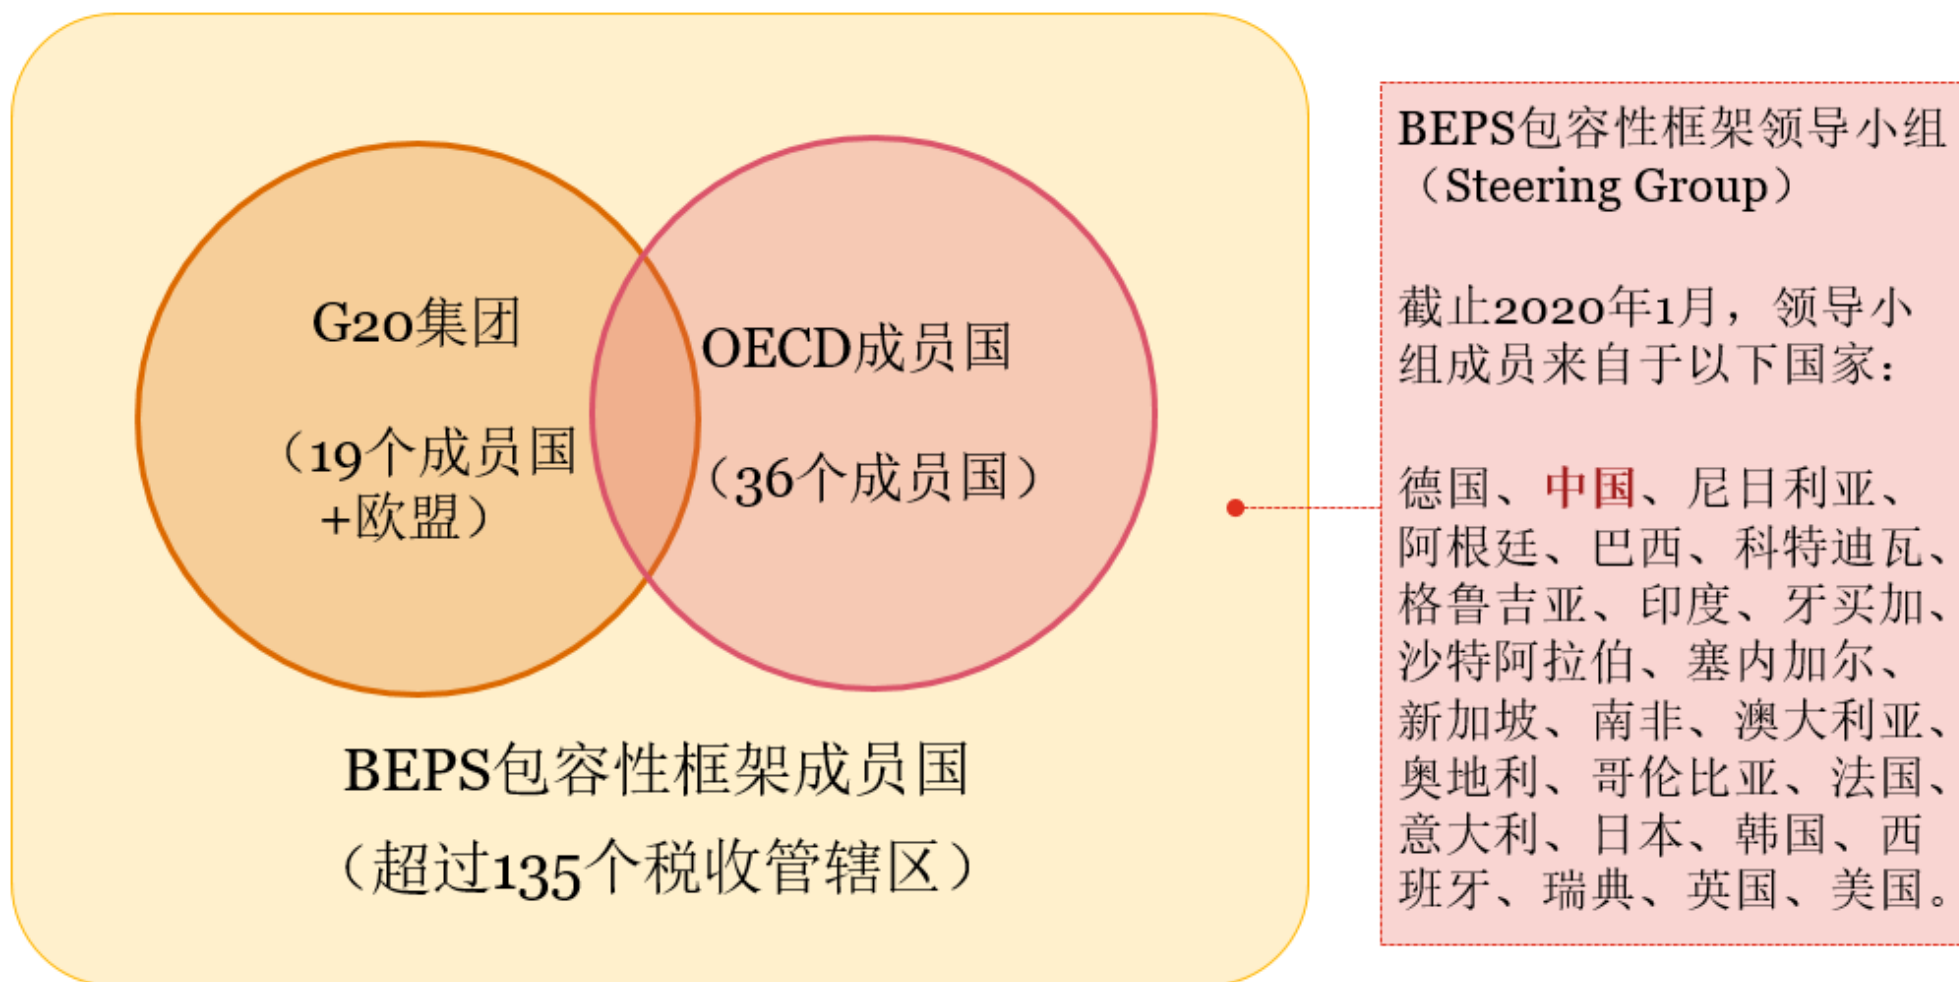 G20集团
（19个成员国
+欧盟）
OECD成员国
（36个成员国）
BEPS包容性框架成员国
（超过135个税收管辖区）
BEPS包容性框架领导小组
（Steering Group）
截止2020年1月，领导小
组成员来自于以下国家：
德国、中国、尼日利亚、
阿根廷、巴西、科特迪瓦、
格鲁吉亚、印度、牙买加、
沙特阿拉伯、塞内加尔、
新加坡、南非、澳大利亚、
奥地利、哥伦比亚、法国、
意大利、日本、韩国、西
班牙、瑞典、英国、美国。